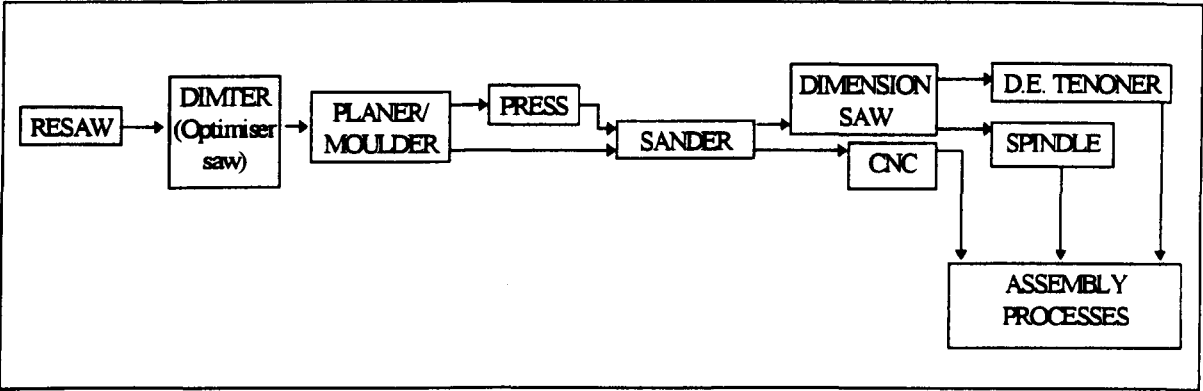 RESAW
DIMTER
(Optimiser
saw)
PLANER/
MOULDER
PRESS
SANDER
DIMENSION
SAW
CNC
D.E. TENONER
SPINDLE
ASSEMBLY
PROCESSES